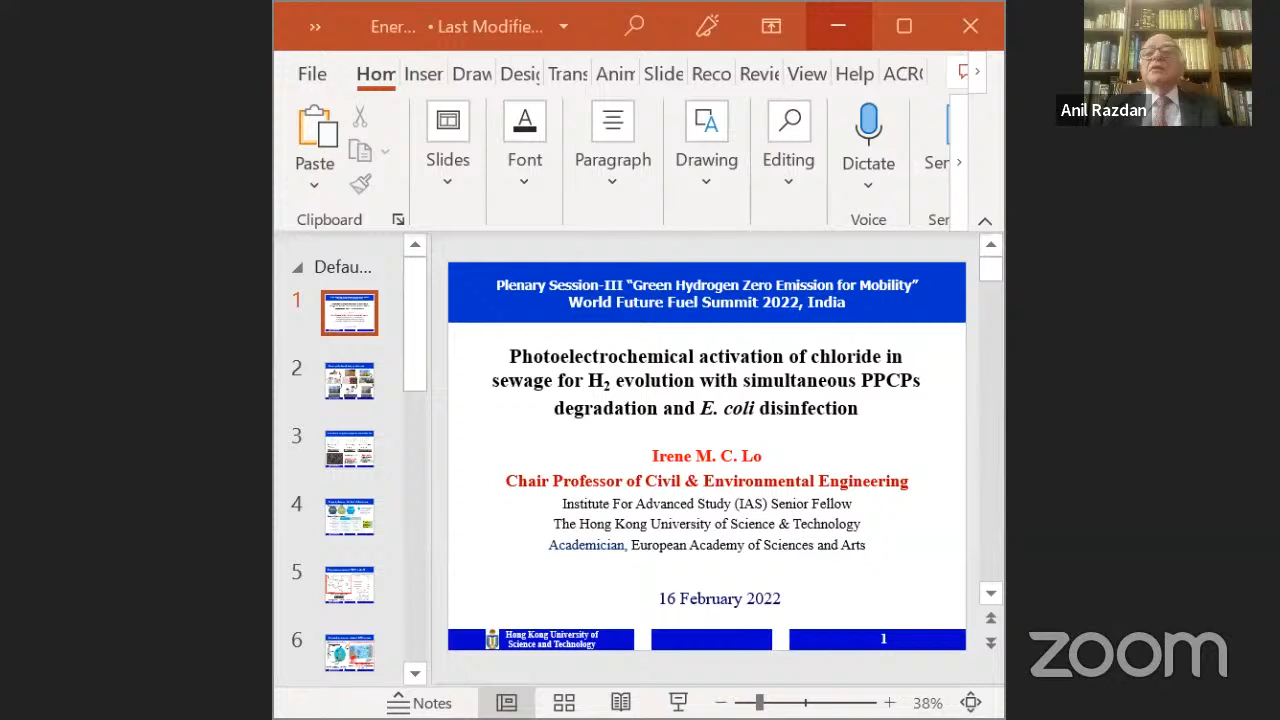 Ener... • Last Modifie...
File Hom Inser Draw Desig Trans Anim Slide Reco Revie View Help ACRO
Paste
Slides
Font
Paragraph
Drawing
Editing
Dictate
Ser
Clipboard
Voice
Ser
Defau...
1
2
3
4
5
6
Plenary Session-III “Green Hydrogen Zero Emission for Mobility”
World Future Fuel Summit 2022, India
Photoelectrochemical activation of chloride in
sewage for H₂ evolution with simultaneous PPCPs
degradation and E. coli disinfection
Irene M. C. Lo
Chair Professor of Civil & Environmental Engineering
Institute For Advanced Study (IAS) Senior Fellow
The Hong Kong University of Science & Technology
Academician, European Academy of Sciences and Arts
16 February 2022
Hong Kong University of
Science and Technology
1
Notes
38%
Anil Razdan
zoom